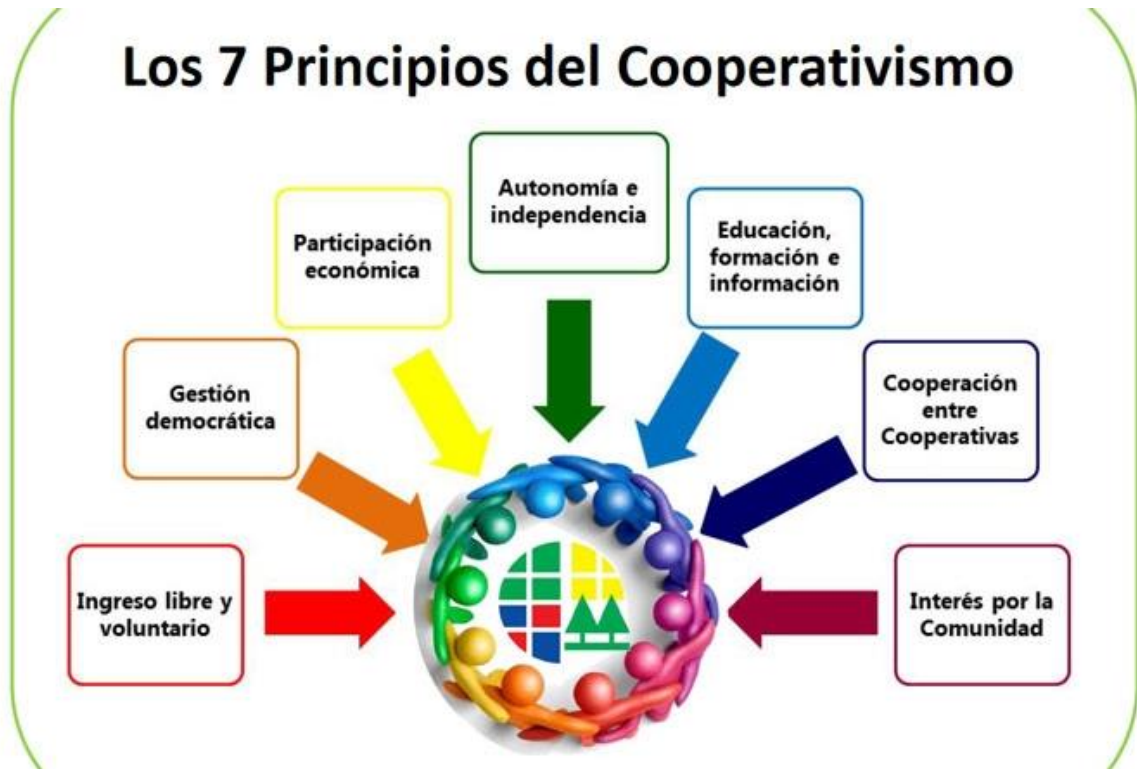 Los 7 Principios del Cooperativismo
Ingreso libre y
voluntario
Gestión
democrática
Participación
económica
Autonomía e
independencia
Educación,
formación e
información
Cooperación
entre
Cooperativas
Interés por la
Comunidad